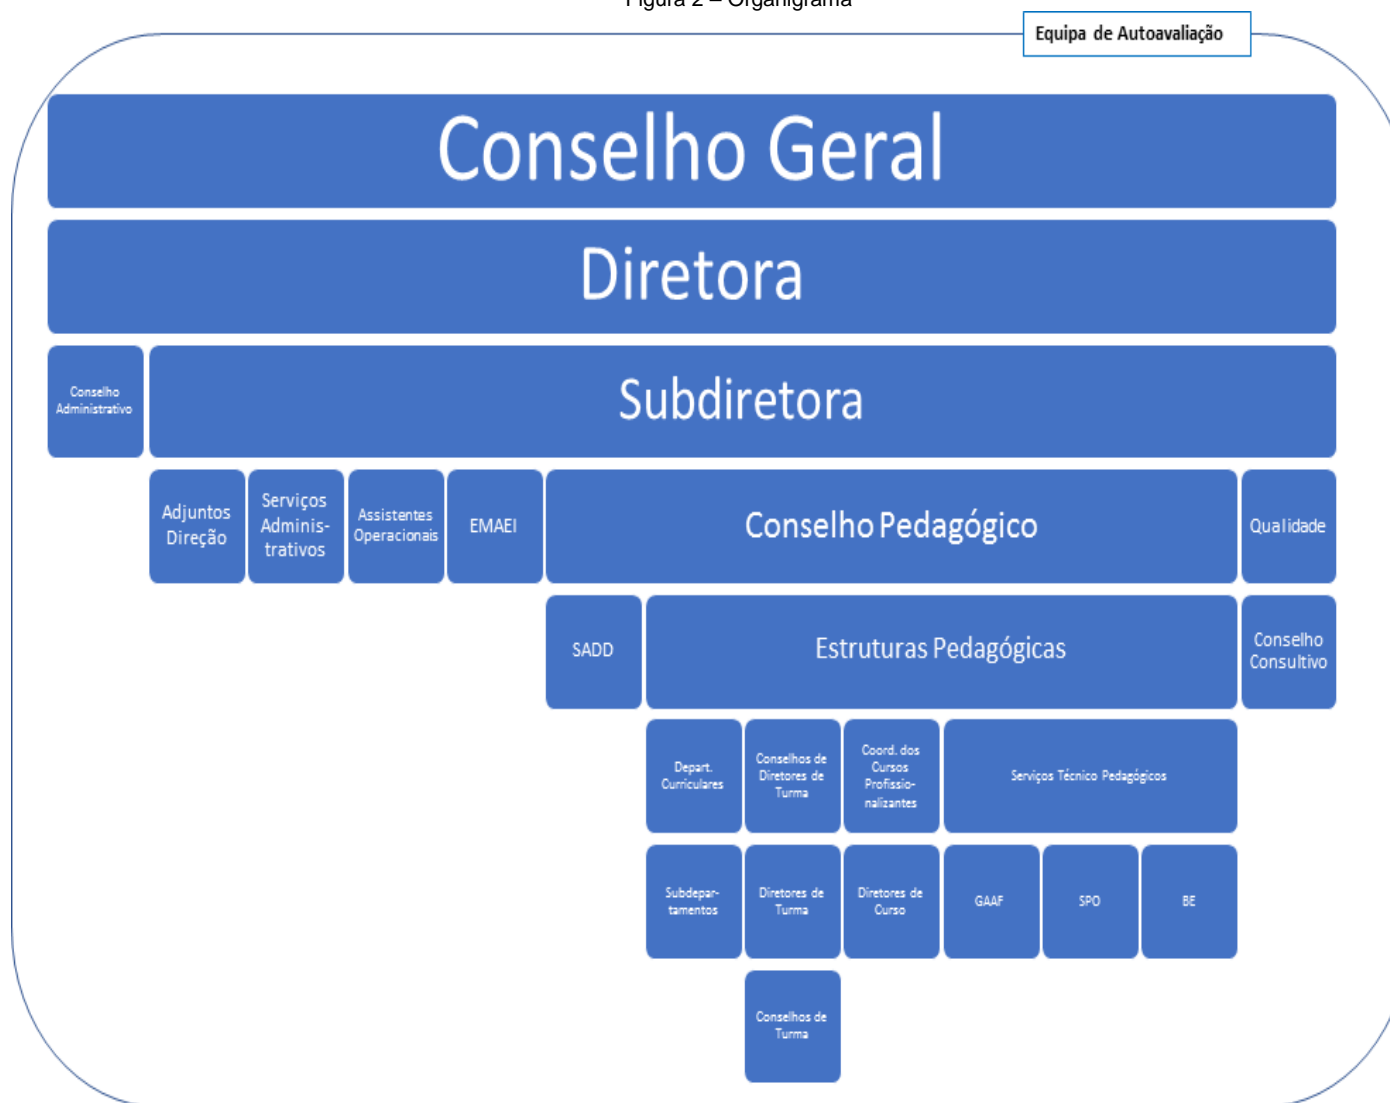 Figura 2 – Organigrama
Equipa de Autoavaliação
Conselho Geral
Diretora
Conselho
Administrativo
Subdiretora
Adjuntos
Direção
Serviços
Adminis-
trativos
Assistentes
Operacionais
EMAEI
Conselho Pedagógico
Qualidade
SADD
Estruturas Pedagógicas
Conselho
Consultivo
Depart.
Curriculares
Conselhos de
Diretores de
Turma
Coord. dos
Cursos
Profissio-
nalizantes
Serviços Técnico Pedagógicos
Subdepar-
tamentos
Diretores de
Turma
Diretores de
Curso
GAAF
SPO
BE
Conselhos de
Turma